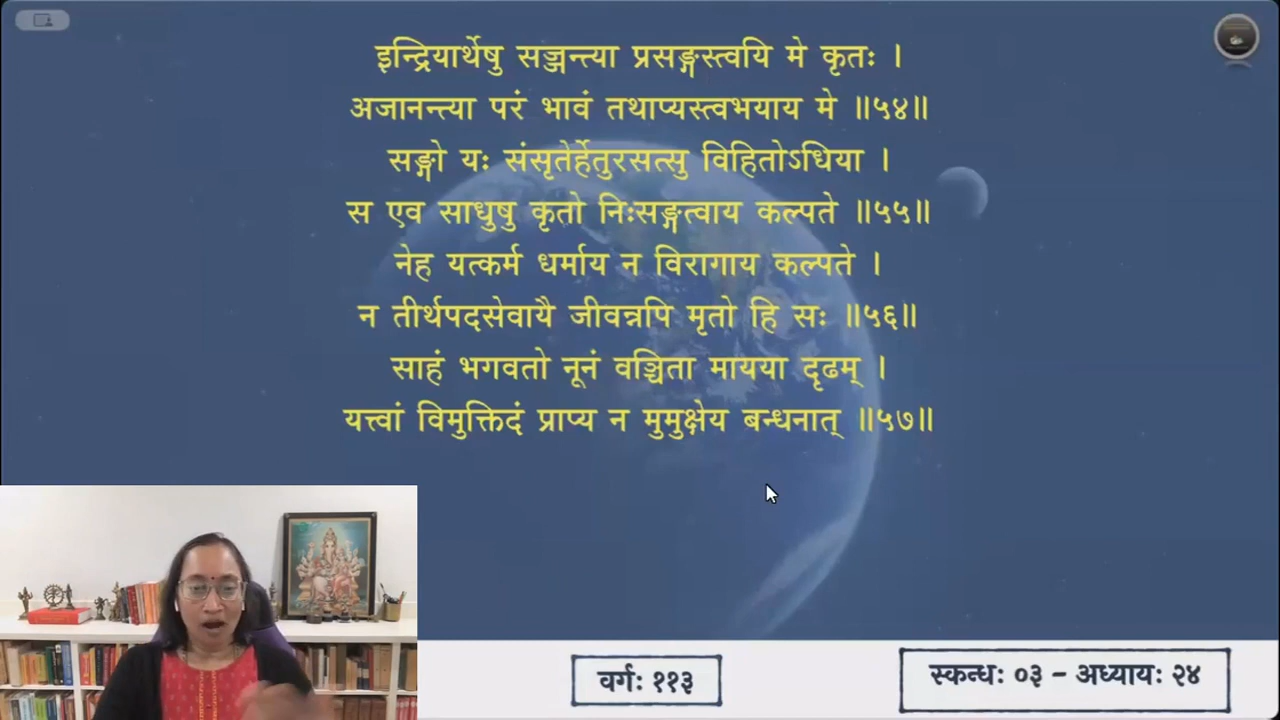 इन्द्रियार्थेषु सज्जन्त्या प्रसङ्गस्त्वयि मे कृतः ।
अजानन्त्या परं भावं तथाप्यस्त्वभयाय मे ॥५४॥
सङ्गो यः संसृतेर्हेतुरसत्सु विहितोऽधिया ।
स एव साधुषु कृतो निःसङ्गत्वाय कल्पते ॥५५॥
नेह यत्कर्म धर्माय न विरागाय कल्पते ।
न तीर्थपदसेवायै जीवन्नपि मृतो हि सः ॥५६॥
साहं भगवतो नूनं वञ्चिता मायया दृढम् ।
यत्त्वां विमुक्तिदं प्राप्य न मुमुक्षेय बन्धनात् ॥५७॥
वर्गः ११३
स्कन्धः ०३ - अध्यायः २४